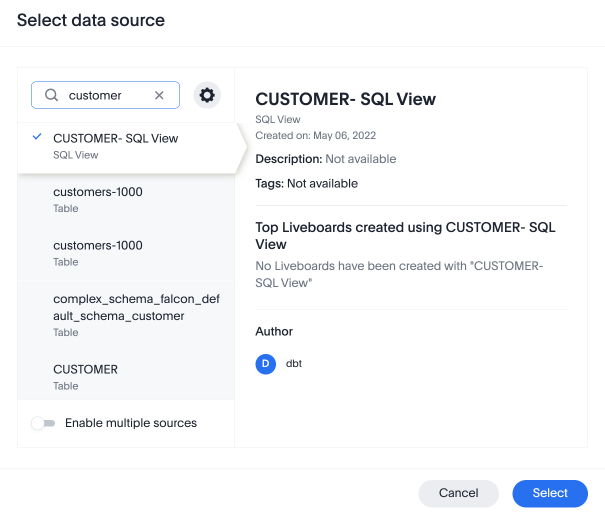 Select data source
customer
CUSTOMER- SQL View
SQL View
customers-1000
Table
customers-1000
Table
complex_schema_falcon_def
ault_schema_customer
Table
CUSTOMER
Table
Enable multiple sources
CUSTOMER- SQL View
SQL View
Created on: May 06, 2022
Description: Not available
Tags: Not available
Top Liveboards created using CUSTOMER- SQL
View
No Liveboards have been created with "CUSTOMER-
SQL View"
Author
D dbt
Cancel Select